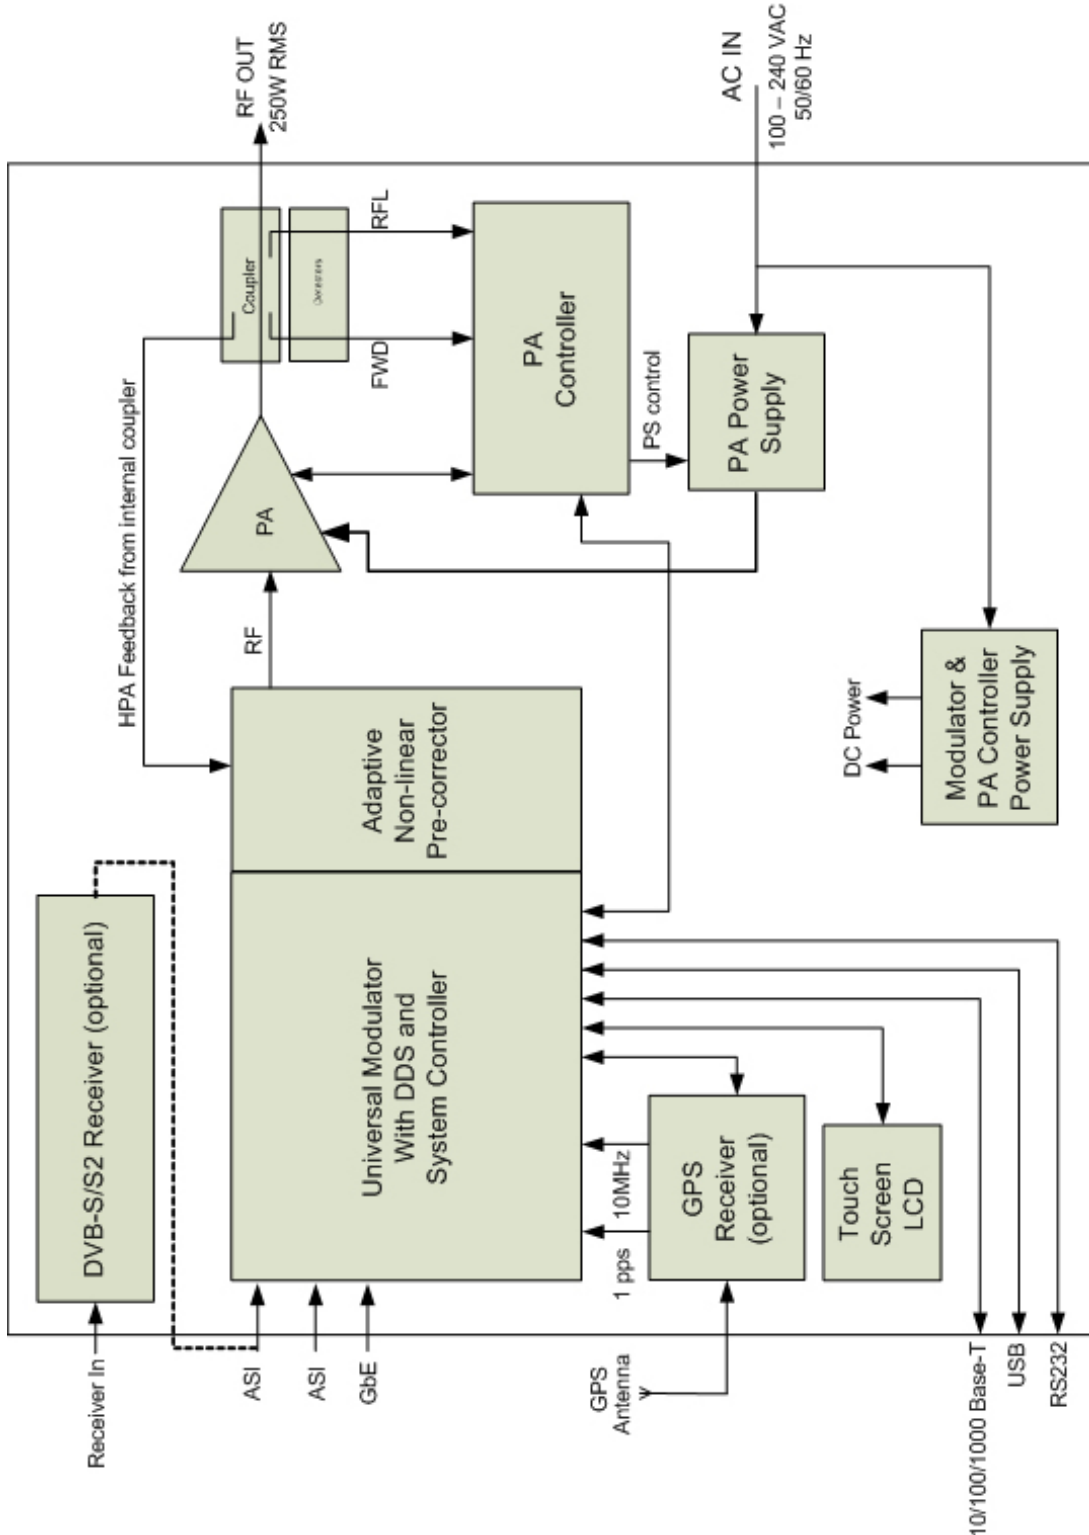 Receiver In
DVB-S/S2 Receiver (optional)
HPA Feedback from internal coupler
ASI
ASI
GbE
Universal Modulator
With DDS and
System Controller
Adaptive
Non-linear
Pre-corrector
RF
PA
Coupler
RF OUT
250W RMS
FWD
RFL
PA
Controller
PS control
PA Power
Supply
AC IN
100 – 240 VAC
50/60 Hz
1 pps
10MHz
GPS
Antenna
GPS
Receiver
(optional)
Touch
Screen
LCD
DC Power
Modulator &
PA Controller
Power Supply
10/100/1000 Base-T
USB
RS232